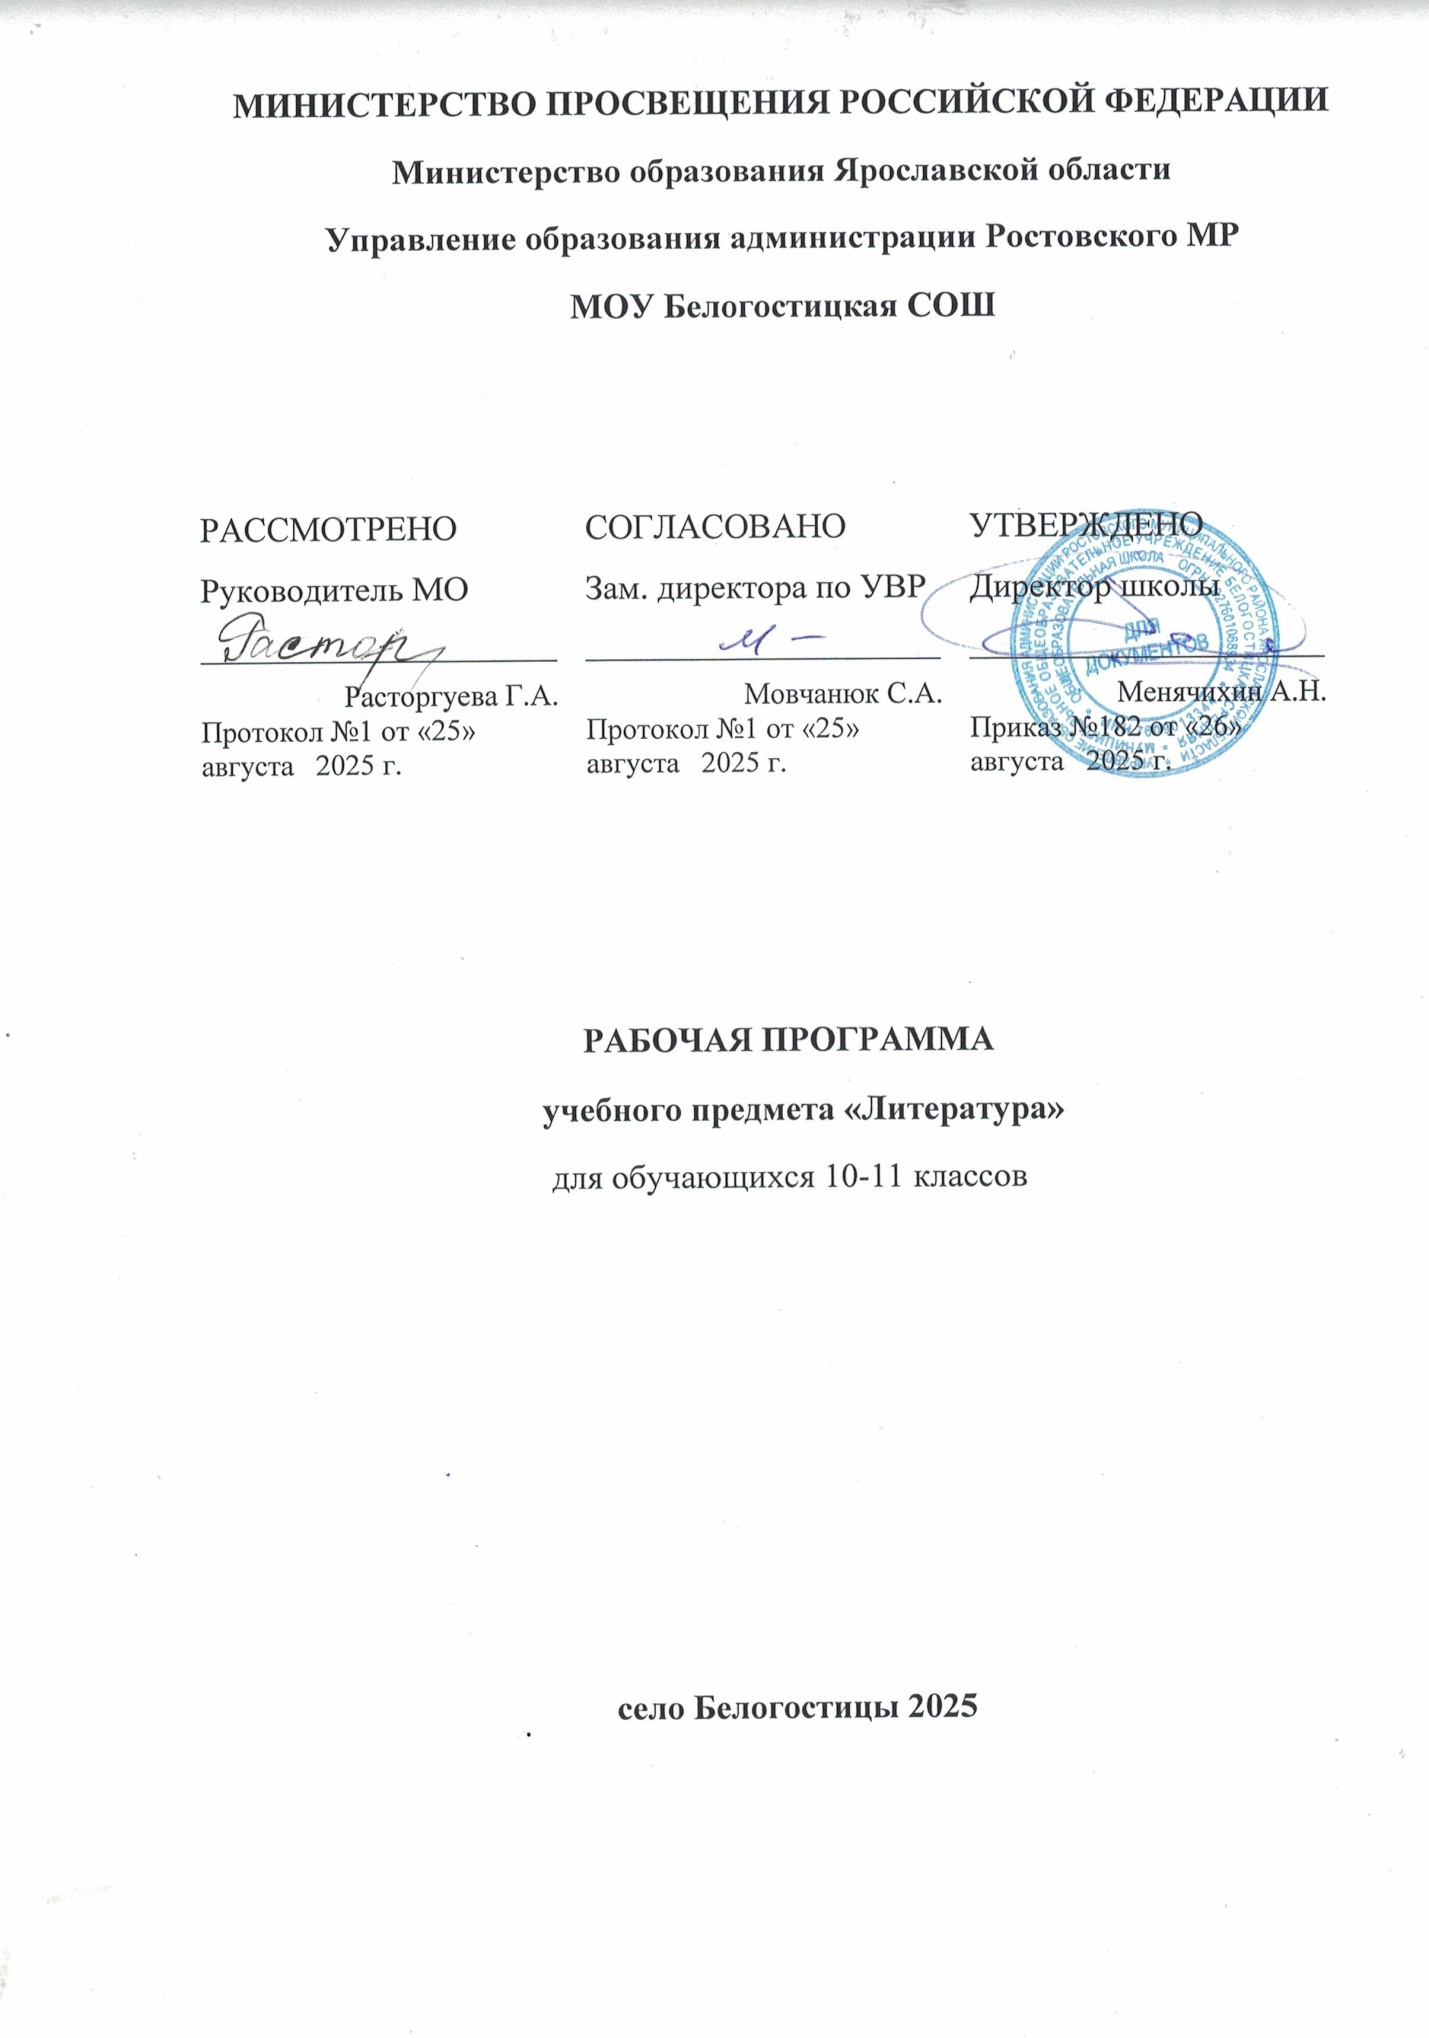 МИНИСТЕРСТВО ПРОСВЕЩЕНИЯ РОССИЙСКОЙ ФЕДЕРАЦИИ
Министерство образования Ярославской области
Управление образования администрации Ростовского МР
МОУ Белогостицкая СОШ
РАССМОТРЕНО
Руководитель МО
Растор
Расторгуева Г.А.
Протокол №1 от «25»
августа 2025 г.
СОГЛАСОВАНО
Зам. директора по УВР
Мовчанюк С.А.
Протокол №1 от «25»
августа 2025 г.
УТВЕРЖДЕНО
Директор школы
ДЛЯ
ДОКУМЕНТОВ
Менячихин А.Н.
Приказ №182 от «26»
августа 2025 г.
РАБОЧАЯ ПРОГРАММА
учебного предмета «Литература»
для обучающихся 10-11 классов
село Белогостицы 2025